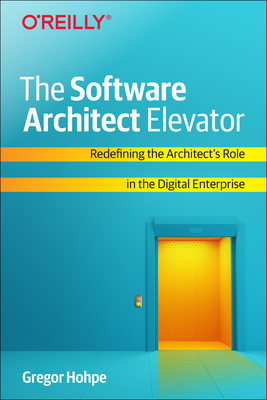 O'REILLY®
The Software
Architect Elevator
Redefining the Architect's Role
in the Digital Enterprise
Gregor Hohpe